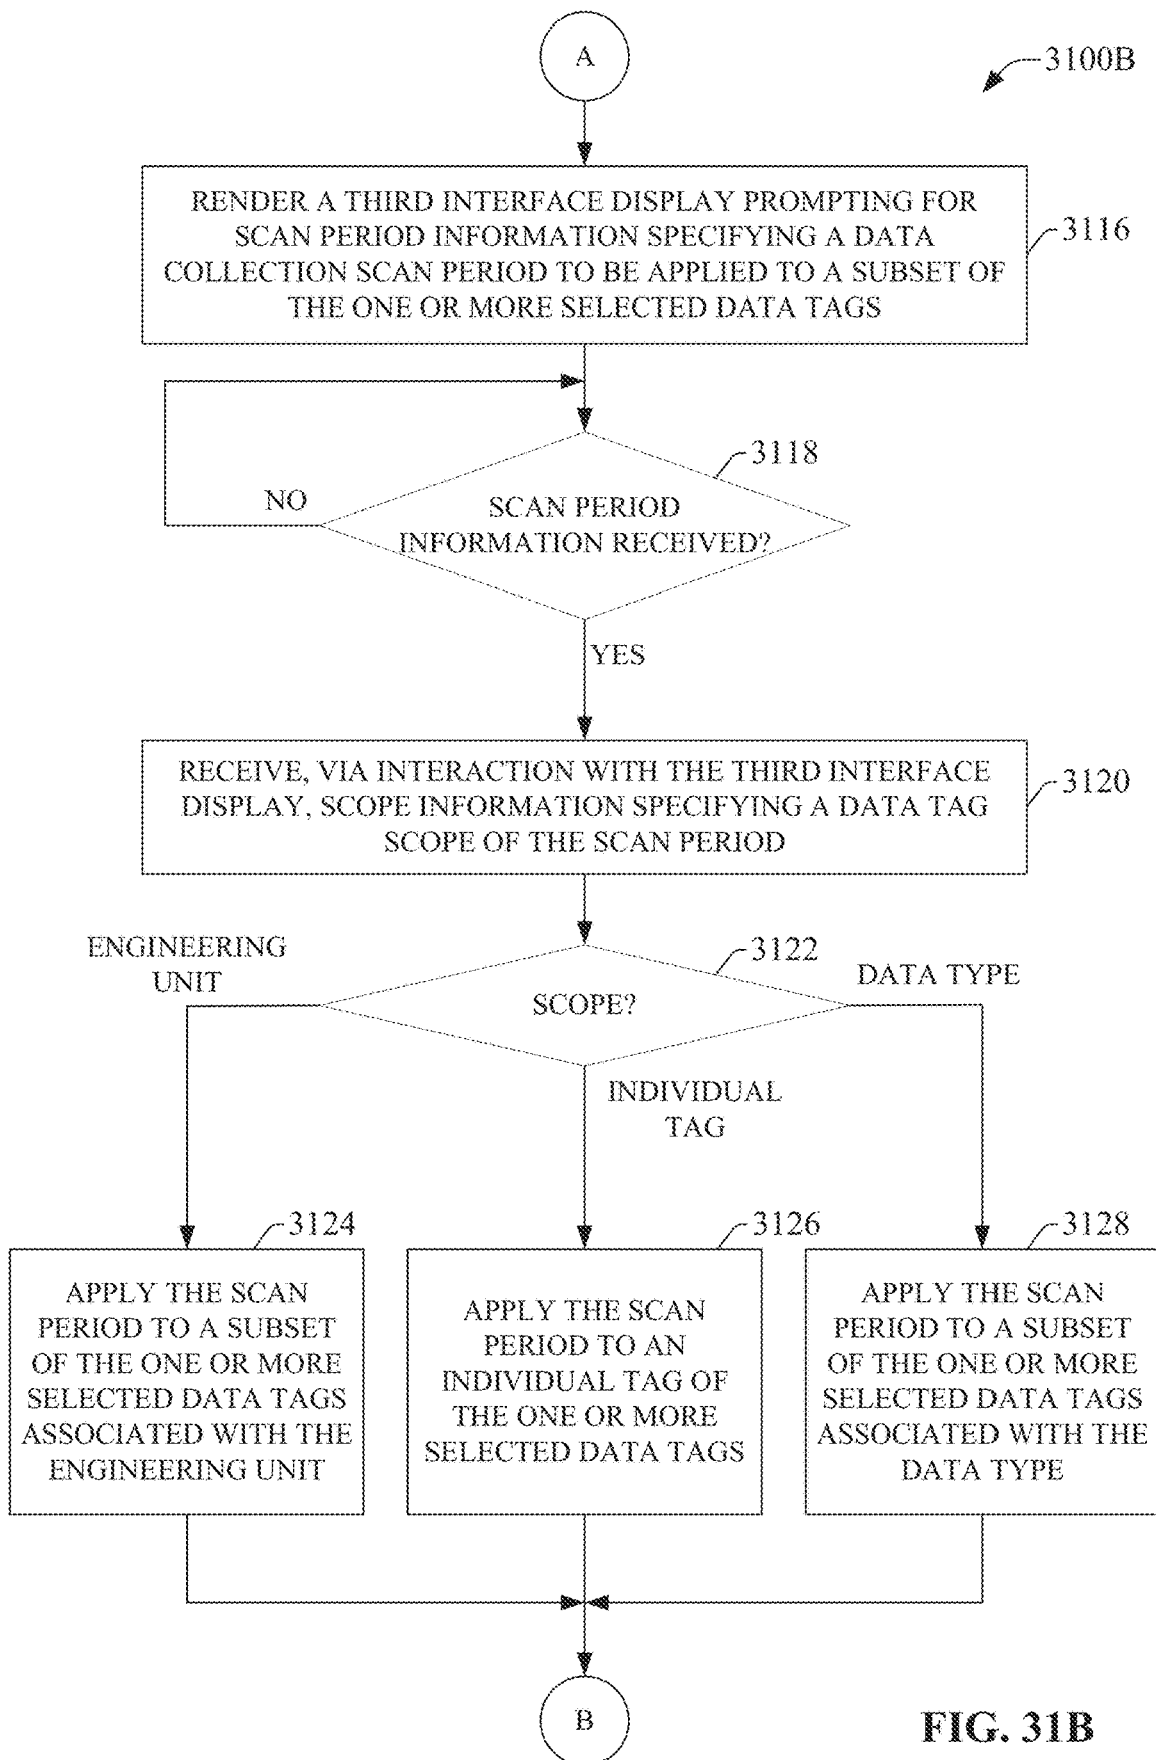 A
3100B
RENDER A THIRD INTERFACE DISPLAY PROMPTING FOR
SCAN PERIOD INFORMATION SPECIFYING A DATA
COLLECTION SCAN PERIOD TO BE APPLIED TO A SUBSET OF
THE ONE OR MORE SELECTED DATA TAGS
3116
3118
NO
SCAN PERIOD
INFORMATION RECEIVED?
YES
RECEIVE, VIA INTERACTION WITH THE THIRD INTERFACE
DISPLAY, SCOPE INFORMATION SPECIFYING A DATA TAG
SCOPE OF THE SCAN PERIOD
3120
ENGINEERING
UNIT
3122
DATA TYPE
SCOPE?
INDIVIDUAL
TAG
3124
APPLY THE SCAN
PERIOD TO A SUBSET
OF THE ONE OR MORE
SELECTED DATA TAGS
ASSOCIATED WITH THE
ENGINEERING UNIT
3126
APPLY THE SCAN
PERIOD TO AN
INDIVIDUAL TAG OF
THE ONE OR MORE
SELECTED DATA TAGS
3128
APPLY THE SCAN
PERIOD TO A SUBSET
OF THE ONE OR MORE
SELECTED DATA TAGS
ASSOCIATED WITH THE
DATA TYPE
B
FIG. 31B